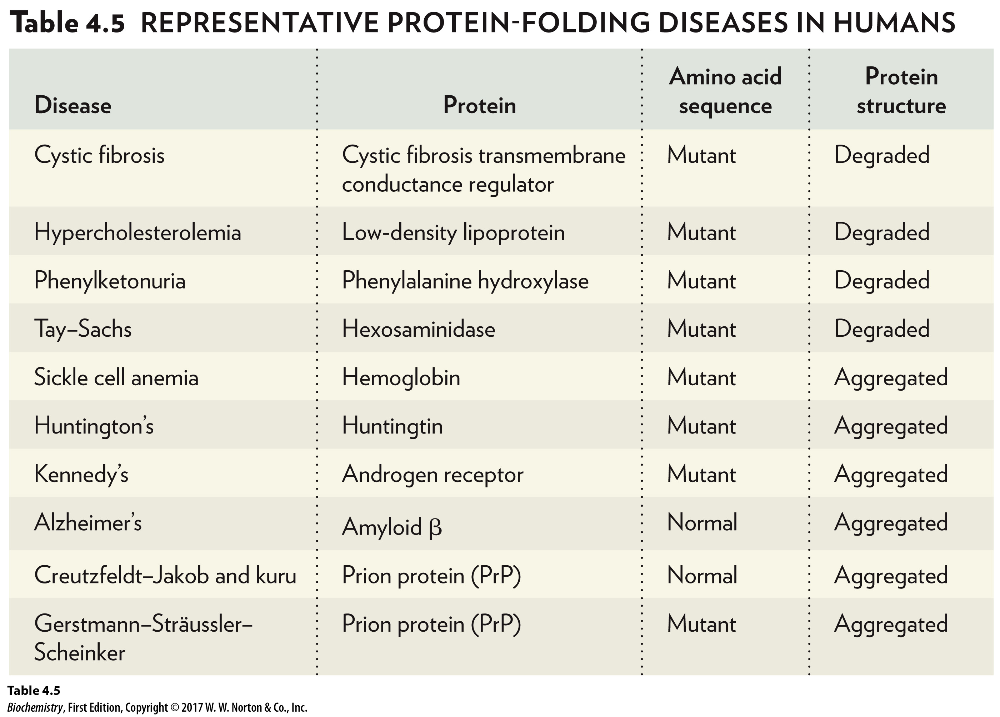 Table 4.5 REPRESENTATIVE PROTEIN-FOLDING DISEASES IN HUMANS
Disease Protein Amino acid sequence Protein structure
Cystic fibrosis Cystic fibrosis transmembrane conductance regulator Mutant Degraded
Hypercholesterolemia Low-density lipoprotein Mutant Degraded
Phenylketonuria Phenylalanine hydroxylase Mutant Degraded
Tay–Sachs Hexosaminidase Mutant Degraded
Sickle cell anemia Hemoglobin Mutant Aggregated
Huntington’s Huntingtin Mutant Aggregated
Kennedy’s Androgen receptor Mutant Aggregated
Alzheimer’s Amyloid β Normal Aggregated
Creutzfeldt–Jakob and kuru Prion protein (PrP) Normal Aggregated
Gerstmann–Sträussler–Scheinker Prion protein (PrP) Mutant Aggregated
Table 4.5
Biochemistry, First Edition, Copyright © 2017 W. W. Norton & Co., Inc.